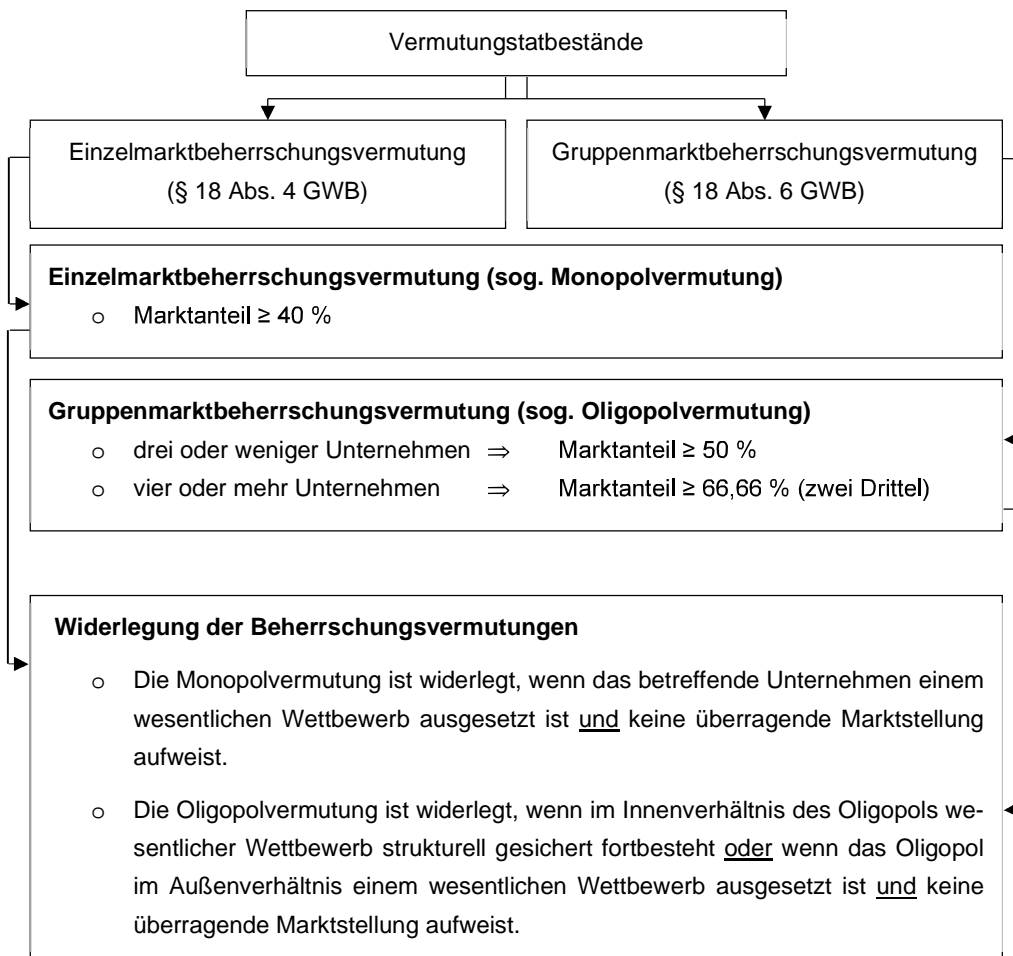 Vermutungstatbestände
Einzelmarktbeherrschungsvermutung
(§ 18 Abs. 4 GWB)
Gruppenmarktbeherrschungsvermutung
(§ 18 Abs. 6 GWB)
Einzelmarktbeherrschungsvermutung (sog. Monopolvermutung)
o Marktanteil ≥ 40 %
Gruppenmarktbeherrschungsvermutung (sog. Oligopolvermutung)
o drei oder weniger Unternehmen ⇒ Marktanteil ≥ 50 %
o vier oder mehr Unternehmen ⇒ Marktanteil ≥ 66,66 % (zwei Drittel)
Widerlegung der Beherrschungsvermutungen
o Die Monopolvermutung ist widerlegt, wenn das betreffende Unternehmen einem
wesentlichen Wettbewerb ausgesetzt ist und keine überragende Marktstellung
aufweist.
o Die Oligopolvermutung ist widerlegt, wenn im Innenverhältnis des Oligopols we-
sentlicher Wettbewerb strukturell gesichert fortbesteht oder wenn das Oligopol
im Außenverhältnis einem wesentlichen Wettbewerb ausgesetzt ist und keine
überragende Marktstellung aufweist.